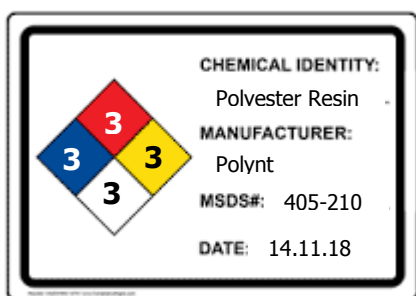 3
3
3
3
CHEMICAL IDENTITY:
Polvester Resin
MANUFACTURER:
Polynt
MSDS#: 405-210
DATE: 14.11.18